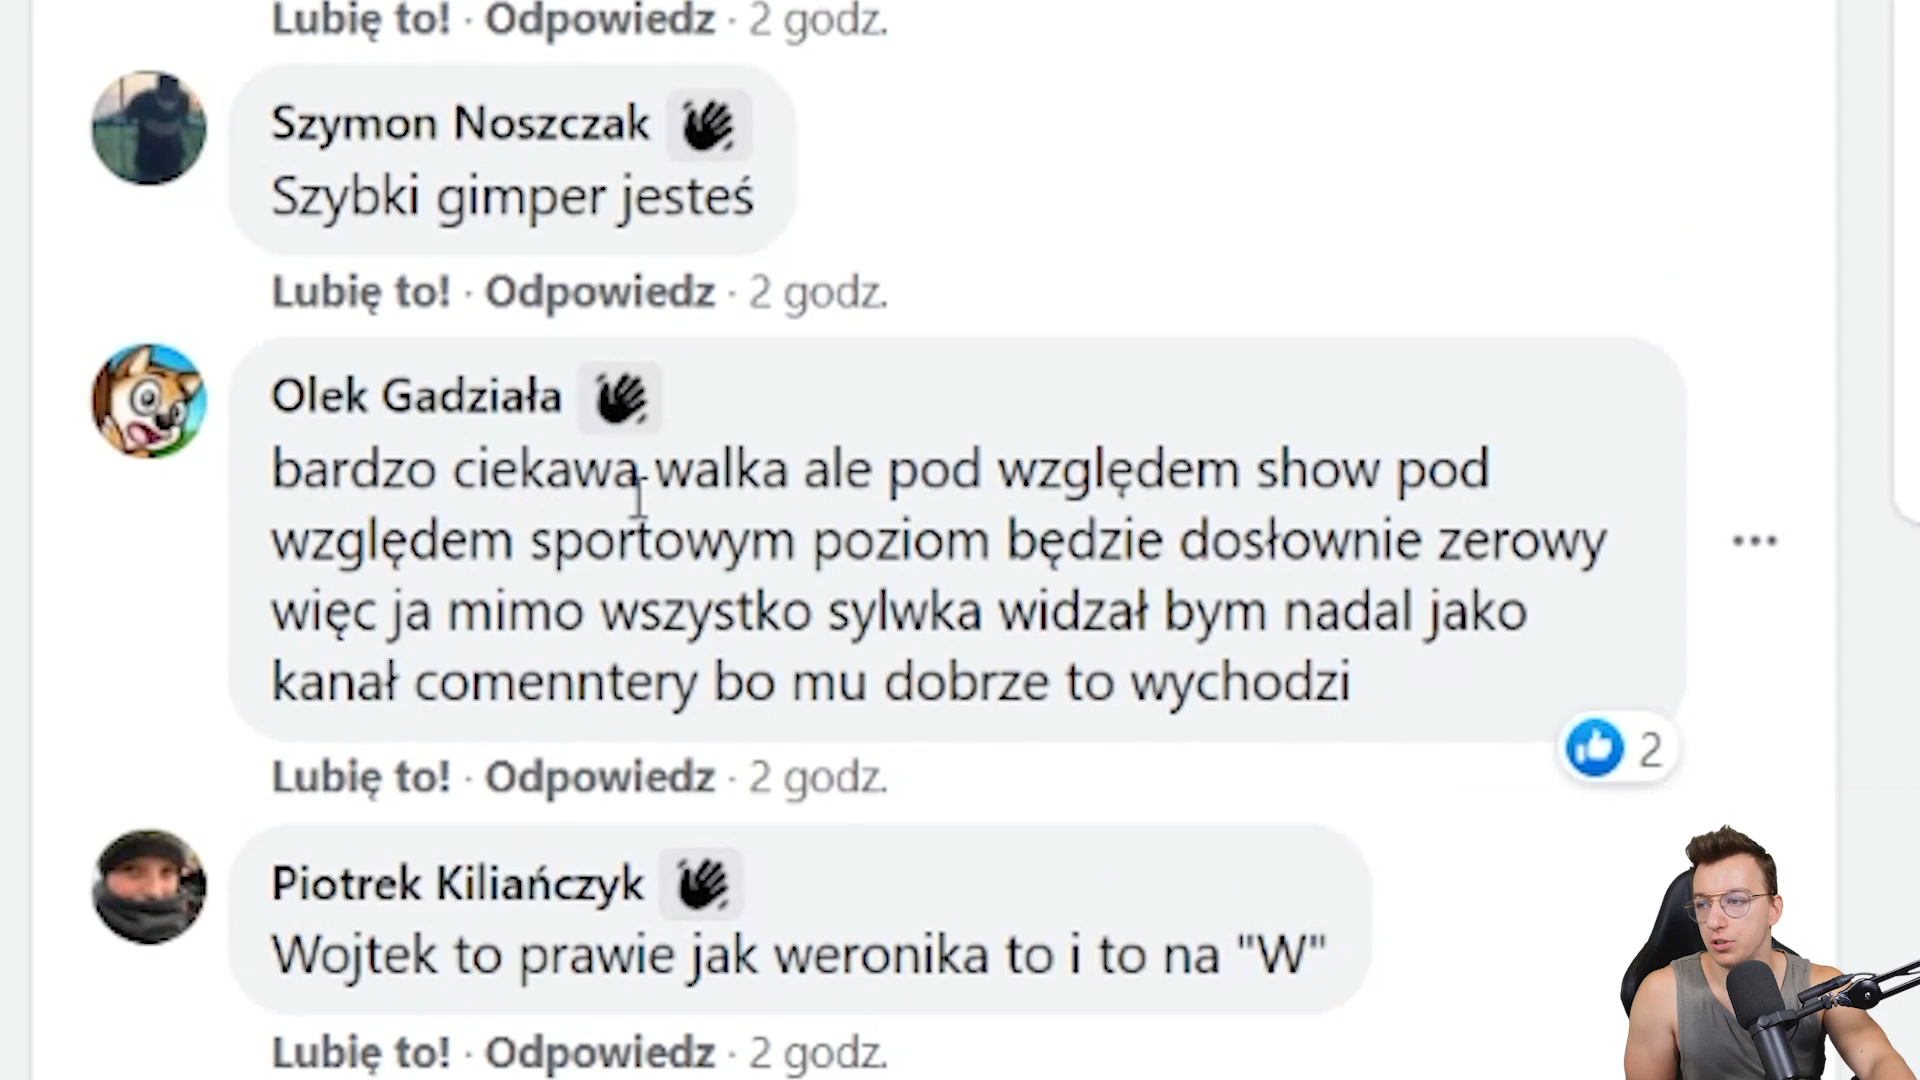 Lubię to! · Odpowiedz · 2 godz.
Szymon Noszczak
Szybki gimper jesteś
Lubię to! · Odpowiedz · 2 godz.
Olek Gadziała
bardzo ciekawa walka ale pod względem show pod
względem sportowym poziom będzie dosłownie zerowy
więc ja mimo wszystko sylwka widzał bym nadal jako
kanał comenntery bo mu dobrze to wychodzi
2
Lubię to! · Odpowiedz · 2 godz.
Piotrek Kiliańczyk
Wojtek to prawie jak weronika to i to na "W"
Lubię to! · Odpowiedz · 2 godz.